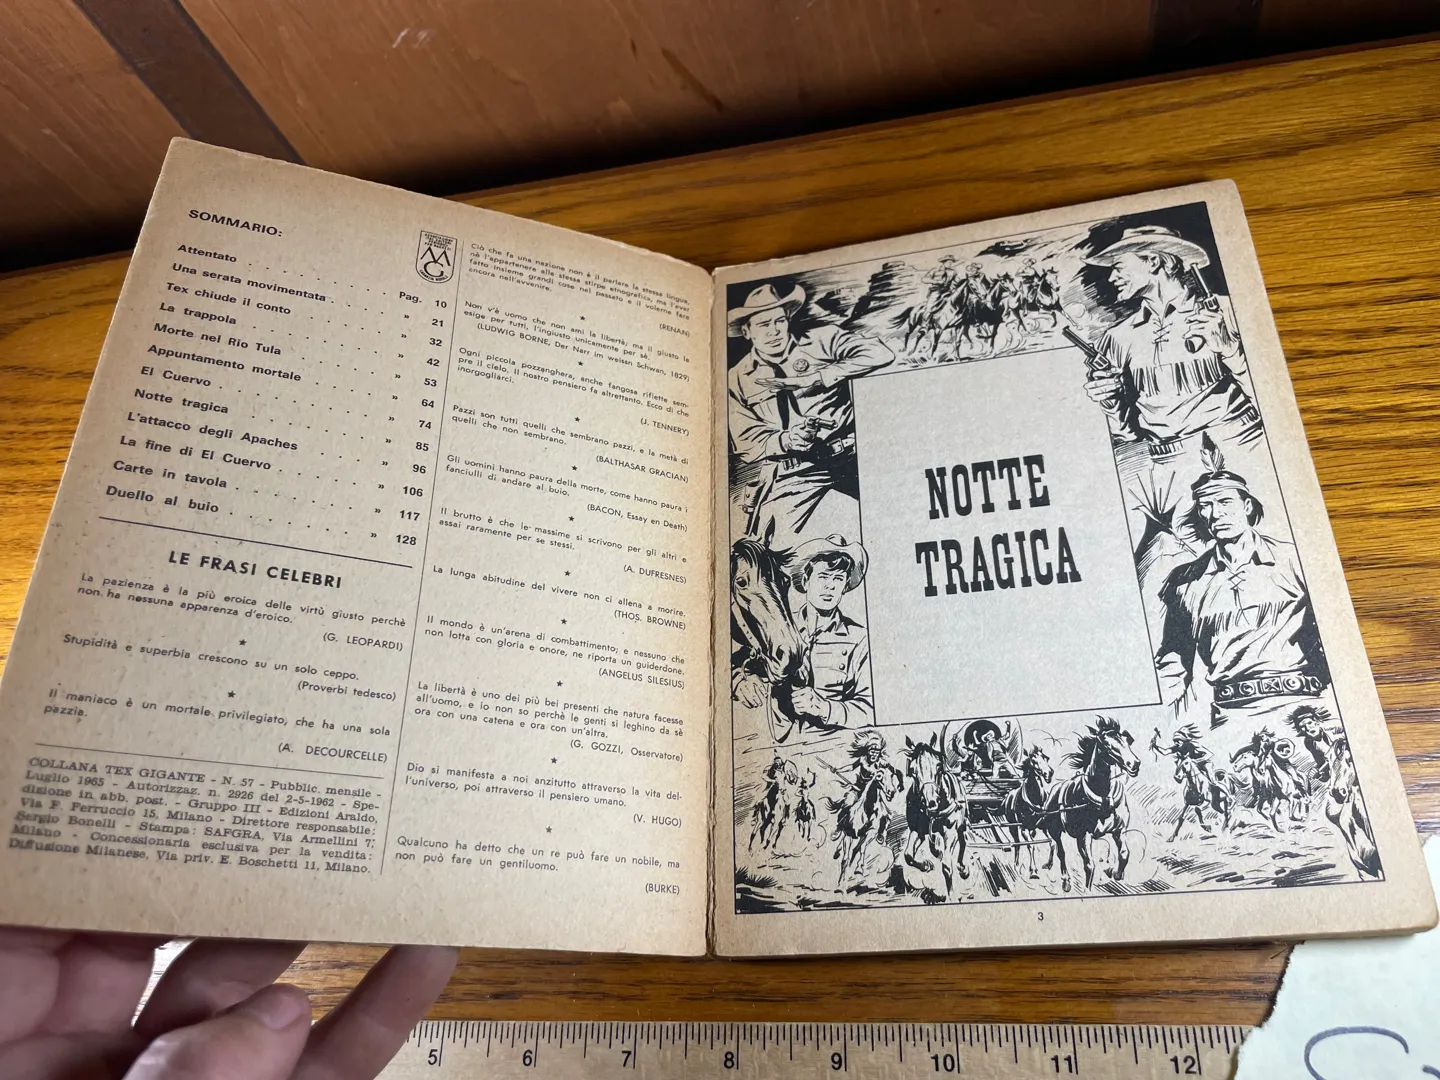 SOMMARIO:
Attentato . . . . . . . Pag. 10
Una serata movimentata . . . . » 21
Tex chiude il conto . . . . . » 32
La trappola . . . . . . . » 42
Morte nel Rio Tula . . . . . » 53
Appuntamento mortale . . . . » 64
El Cuervo . . . . . . . » 74
Notte tragica . . . . . . » 85
L'attacco degli Apaches . . . . » 96
La fine di El Cuervo . . . . . » 106
Carte in tavola . . . . . . » 117
Duello al buio . . . . . . » 128
LE FRASI CELEBRI
La pazienza è la più eroica delle virtù giusto perchè
non ha nessuna apparenza d'eroico.
(G. LEOPARDI)
★
Stupidità e superbia crescono su un solo ceppo.
(Proverbi tedesco)
★
Il maniaco è un mortale privilegiato, che ha una sola
pazzia.
(A. DECOURCELLE)
COLLANA TEX GIGANTE - N. 57 - Pubblic. mensile -
Luglio 1965 - Autorizzaz. n. 2926 del 2-5-1962 - Spe-
dizione in abb. post. - Gruppo III - Edizioni Araldo,
Via F. Ferruccio 15, Milano - Direttore responsabile:
Sergio Bonelli - Stampa: SAFGRA, Via Armellini 7,
Milano - Concessionaria esclusiva per la vendita:
Diffusione Milanese, Via priv. E. Boschetti 11, Milano.
MG
Ciò che fa una nazione non è il parlare la stessa lingua,
nè l'appartenere alla stessa stirpe etnografica, ma l'aver
fatto insieme grandi cose nel passato e il volerne fare
ancora nell'avvenire.
(RENAN)
★
Non v'è uomo che non ami la libertà; ma il giusto la
esige per tutti, l'ingiusto unicamente per sè.
(LUDWIG BORNE, Der Narr im weissn Schwan, 1829)
★
Ogni piccola pozzanghera, anche fangosa riflette sem-
pre il cielo. Il nostro pensiero fa altrettanto. Ecco di che
inorgogliarci.
(J. TENNERY)
★
Pazzi son tutti quelli che sembrano pazzi, e la metà di
quelli che non sembrano.
(BALTHASAR GRACIAN)
★
Gli uomini hanno paura della morte, come hanno paura i
fanciulli di andare al buio.
(BACON, Essay en Death)
★
Il brutto è che le massime si scrivono per gli altri e
assai raramente per se stessi.
(A. DUFRESNES)
★
La lunga abitudine del vivere non ci allena a morire.
(THOS. BROWNE)
★
Il mondo è un'arena di combattimento; e nessuno che
non lotta con gloria e onore, ne riporta un guiderdone.
(ANGELUS SILESIUS)
★
La libertà è uno dei più bei presenti che natura facesse
all'uomo, e io non so perchè le genti si leghino da sè
ora con una catena e ora con un'altra.
(G. GOZZI, Osservatore)
★
Dio si manifesta a noi anzitutto attraverso la vita del-
l'universo, poi attraverso il pensiero umano.
(V. HUGO)
★
Qualcuno ha detto che un re può fare un nobile, ma
non può fare un gentiluomo.
(BURKE)
NOTTE
TRAGICA
3
5 6 7 8 9 10 11 12